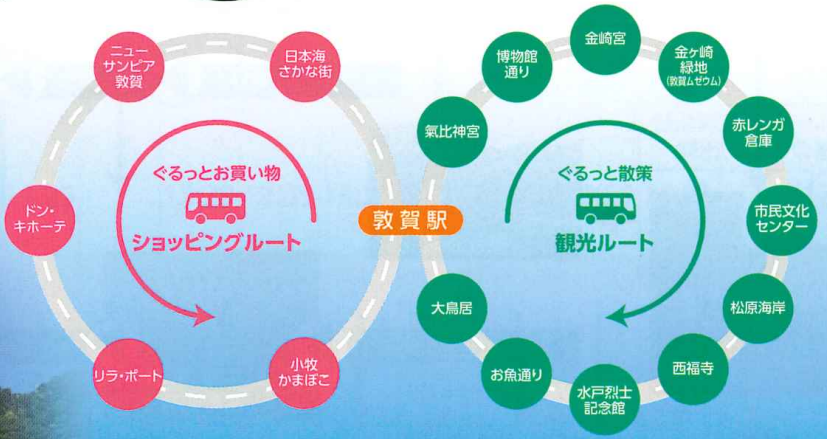 ニュー
サンピア
敦賀
日本海
さかな街
ドン・
キホーテ
リラ・ポート
小牧
かまぼこ
ぐるっとお買い物
ショッピングルート
敦賀駅
氣比神宮
博物館
通り
金崎宮
金ヶ崎
緑地
(敦賀ムゼウム)
赤レンガ
倉庫
市民文化
センター
松原海岸
西福寺
水戸烈士
記念館
お魚通り
大鳥居
ぐるっと散策
観光ルート